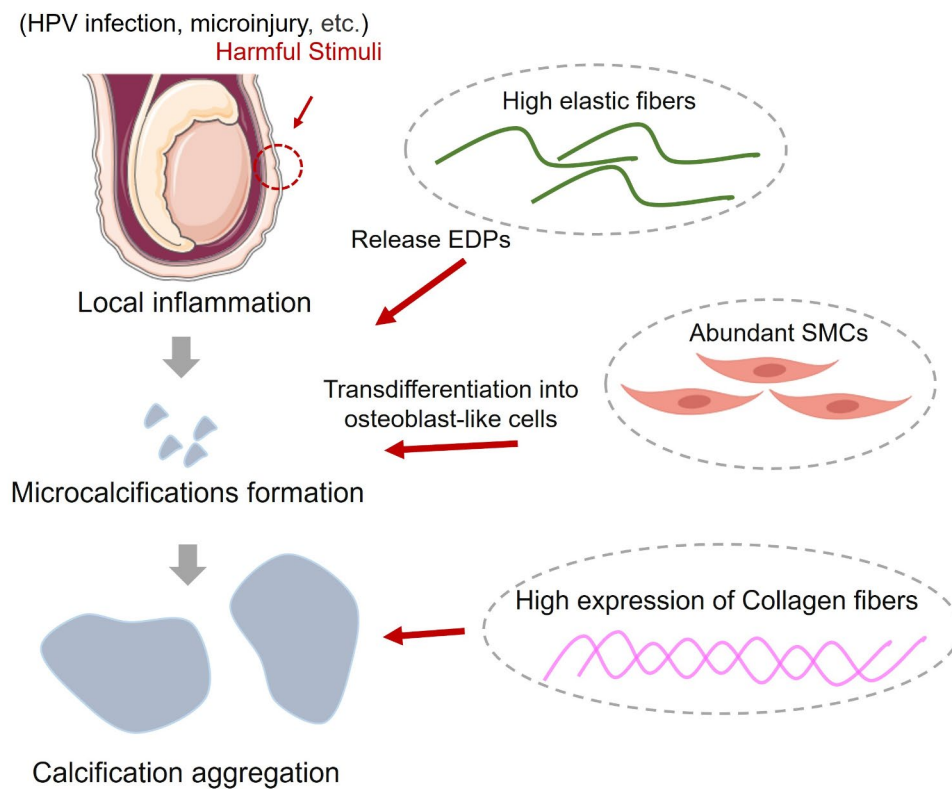 (HPV infection, microinjury, etc.)
Harmful Stimuli
High elastic fibers
Release EDPs
Local inflammation
Abundant SMCs
Transdifferentiation into
osteoblast-like cells
Microcalcifications formation
High expression of Collagen fibers
Calcification aggregation